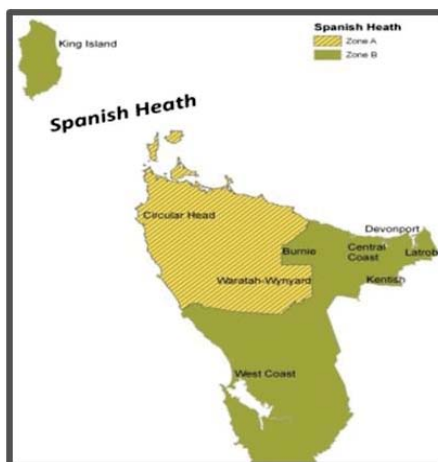 Spanish Heath
Zone A
Zone B
King Island
Spanish Heath
Circular Head
Devonport
Burnie
Central
Coast
Latrob
Waratah-Wynyard
Kentish
West Coast